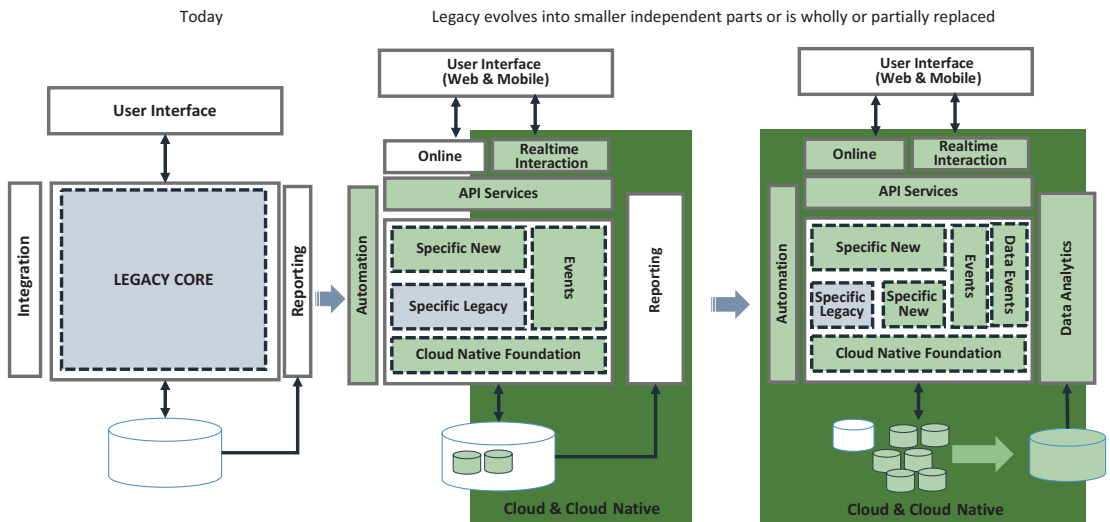 Today
Legacy evolves into smaller independent parts or is wholly or partially replaced
User Interface
Integration
LEGACY CORE
Reporting
User Interface
(Web & Mobile)
Online
Realtime
Interaction
API Services
Automation
Specific New
Specific Legacy
Events
Cloud Native Foundation
Reporting
Cloud & Cloud Native
User Interface
(Web & Mobile)
Online
Realtime
Interaction
API Services
Automation
Specific New
Specific
Legacy
Specific
New
Events
Data Events
Cloud Native Foundation
Data Analytics
Cloud & Cloud Native